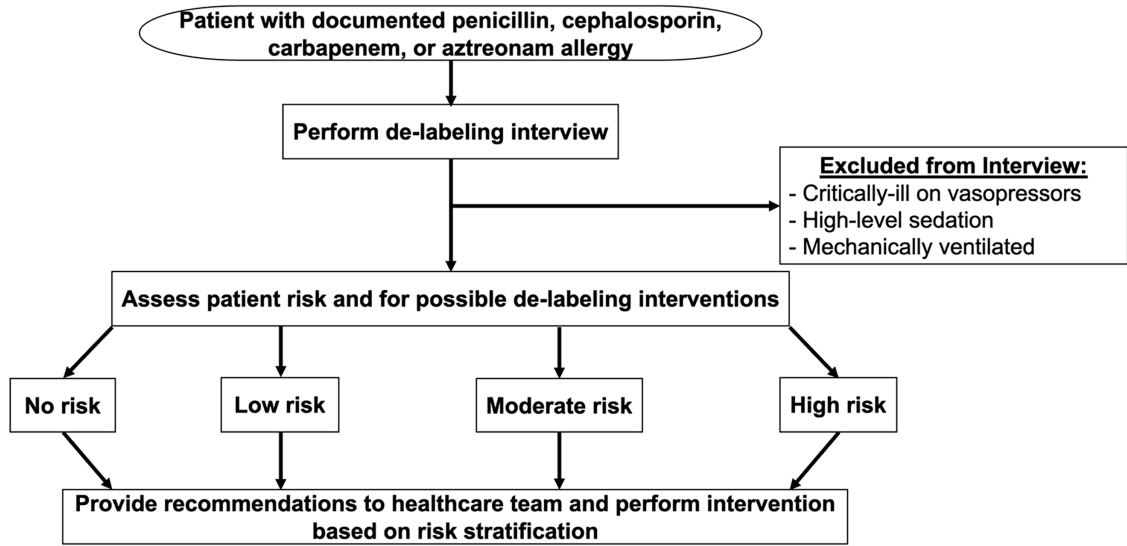 Patient with documented penicillin, cephalosporin,
carbapenem, or aztreonam allergy
Perform de-labeling interview
Excluded from Interview:
- Critically-ill on vasopressors
- High-level sedation
- Mechanically ventilated
Assess patient risk and for possible de-labeling interventions
No risk
Low risk
Moderate risk
High risk
Provide recommendations to healthcare team and perform intervention
based on risk stratification